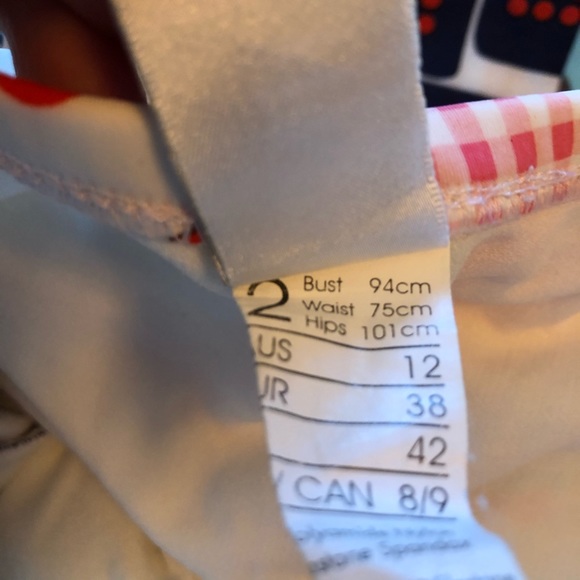 2 Bust 94cm
Waist 75cm
Hips 101cm
US 12
UR 38
42
CAN 8/9